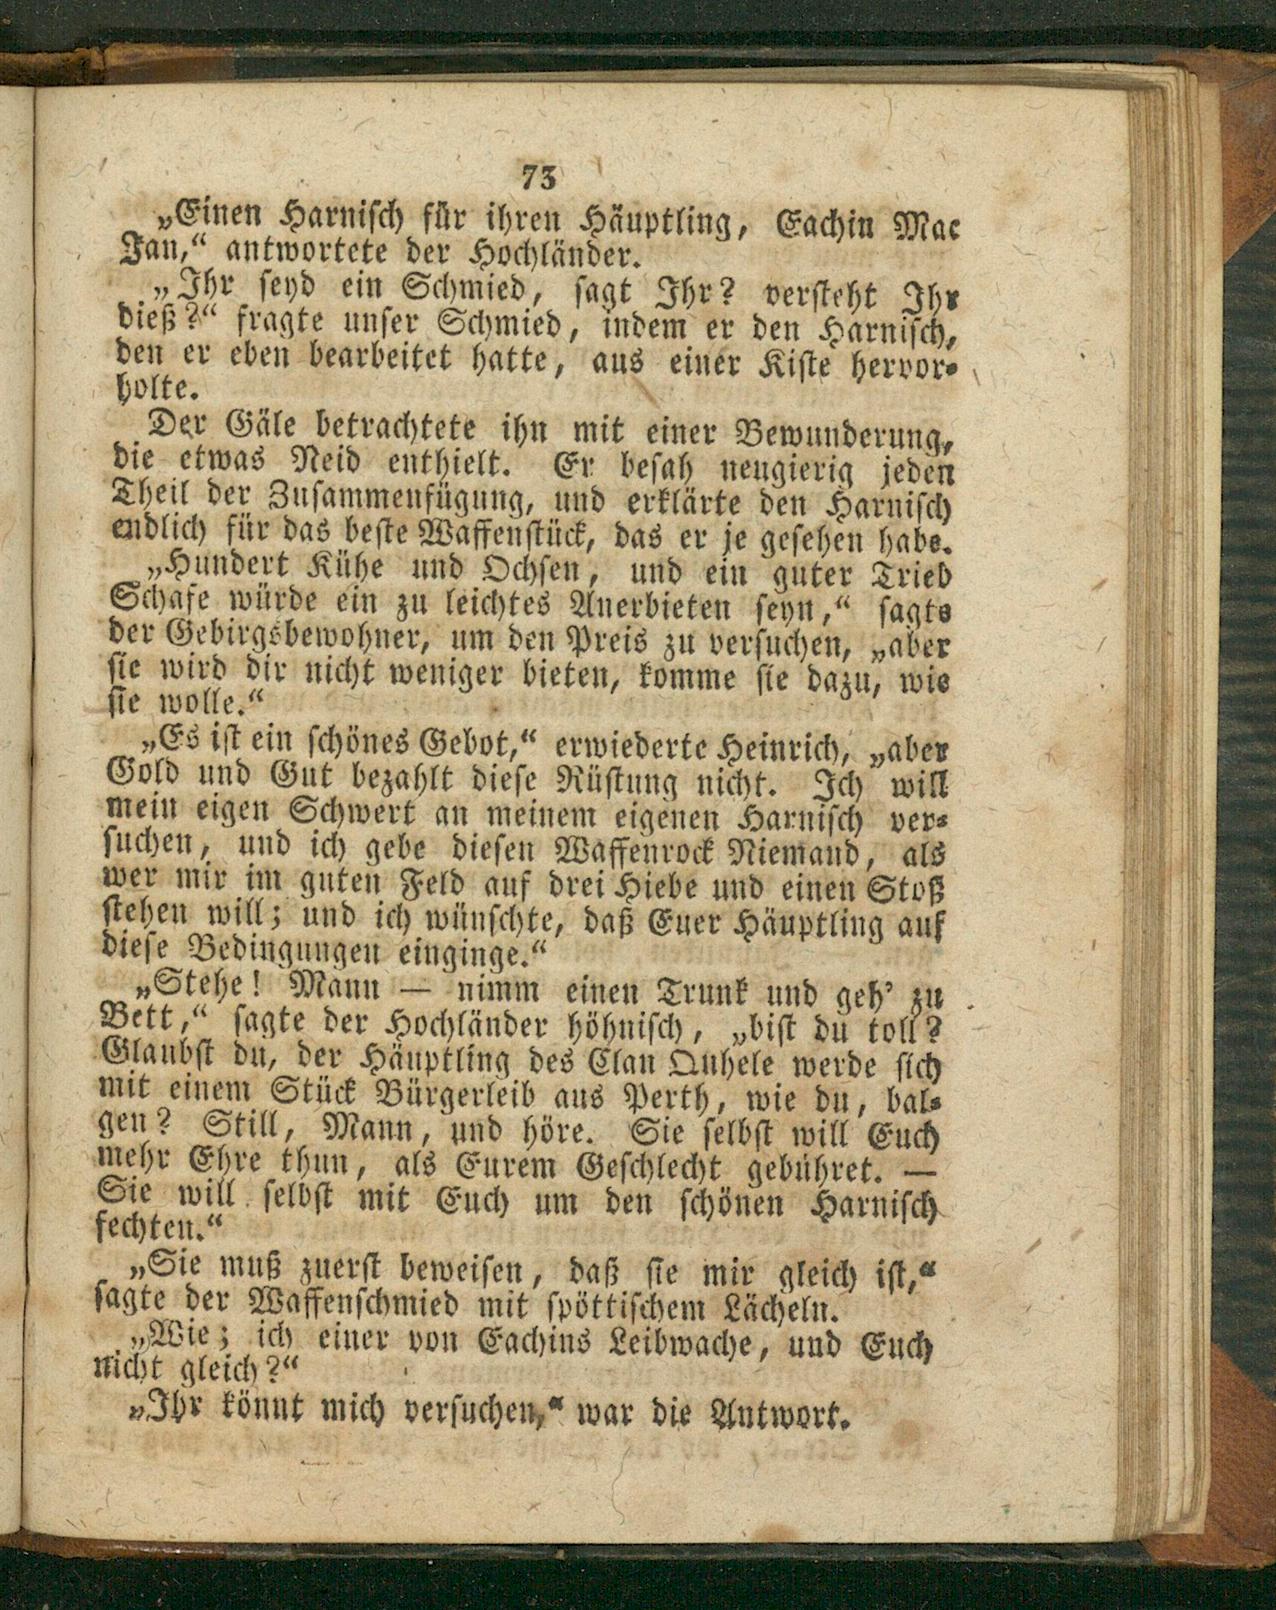 73
„Einen Harnisch für ihren Häuptling, Eachin Mac
Jan,“ antwortete der Hochländer.
„Ihr seyd ein Schmied, sagt Ihr? versteht Ihr
dieß?“ fragte unser Schmied, indem er den Harnisch,
den er eben bearbeitet hatte, aus einer Kiste hervor-
holte.
Der Gäle betrachtete ihn mit einer Bewunderung,
die etwas Neid enthielt. Er besah neugierig jeden
Theil der Zusammenfügung, und erklärte den Harnisch
endlich für das beste Waffenstück, das er je gesehen habe.
„Hundert Kühe und Ochsen, und ein guter Trieb
Schafe würde ein zu leichtes Anerbieten seyn,“ sagte
der Gebirgsbewohner, um den Preis zu versuchen, „aber
sie wird dir nicht weniger bieten, komme sie dazu, wie
sie wolle.“
„Es ist ein schönes Gebot,“ erwiederte Heinrich, „aber
Gold und Gut bezahlt diese Rüstung nicht. Ich will
mein eigen Schwert an meinem eigenen Harnisch ver-
suchen, und ich gebe diesen Waffenrock Niemand, als
wer mir im guten Feld auf drei Hiebe und einen Stoß
stehen will; und ich wünschte, daß Euer Häuptling auf
diese Bedingungen einginge.“
„Stehe! Mann — nimm einen Trunk und geh’ zu
Bett,“ sagte der Hochländer höhnisch, „bist du toll?
Glaubst du, der Häuptling des Clan Quhele werde sich
mit einem Stück Bürgerleib aus Perth, wie du, bal-
gen? Still, Mann, und höre. Sie selbst will Euch
mehr Ehre thun, als Eurem Geschlecht gebühret. —
Sie will selbst mit Euch um den schönen Harnisch
fechten.“
„Sie muß zuerst beweisen, daß sie mir gleich ist,“
sagte der Waffenschmied mit spöttischem Lächeln.
„Wie; ich einer von Eachins Leibwache, und Euch
nicht gleich?“
„Ihr könnt mich versuchen,“ war die Antwort.